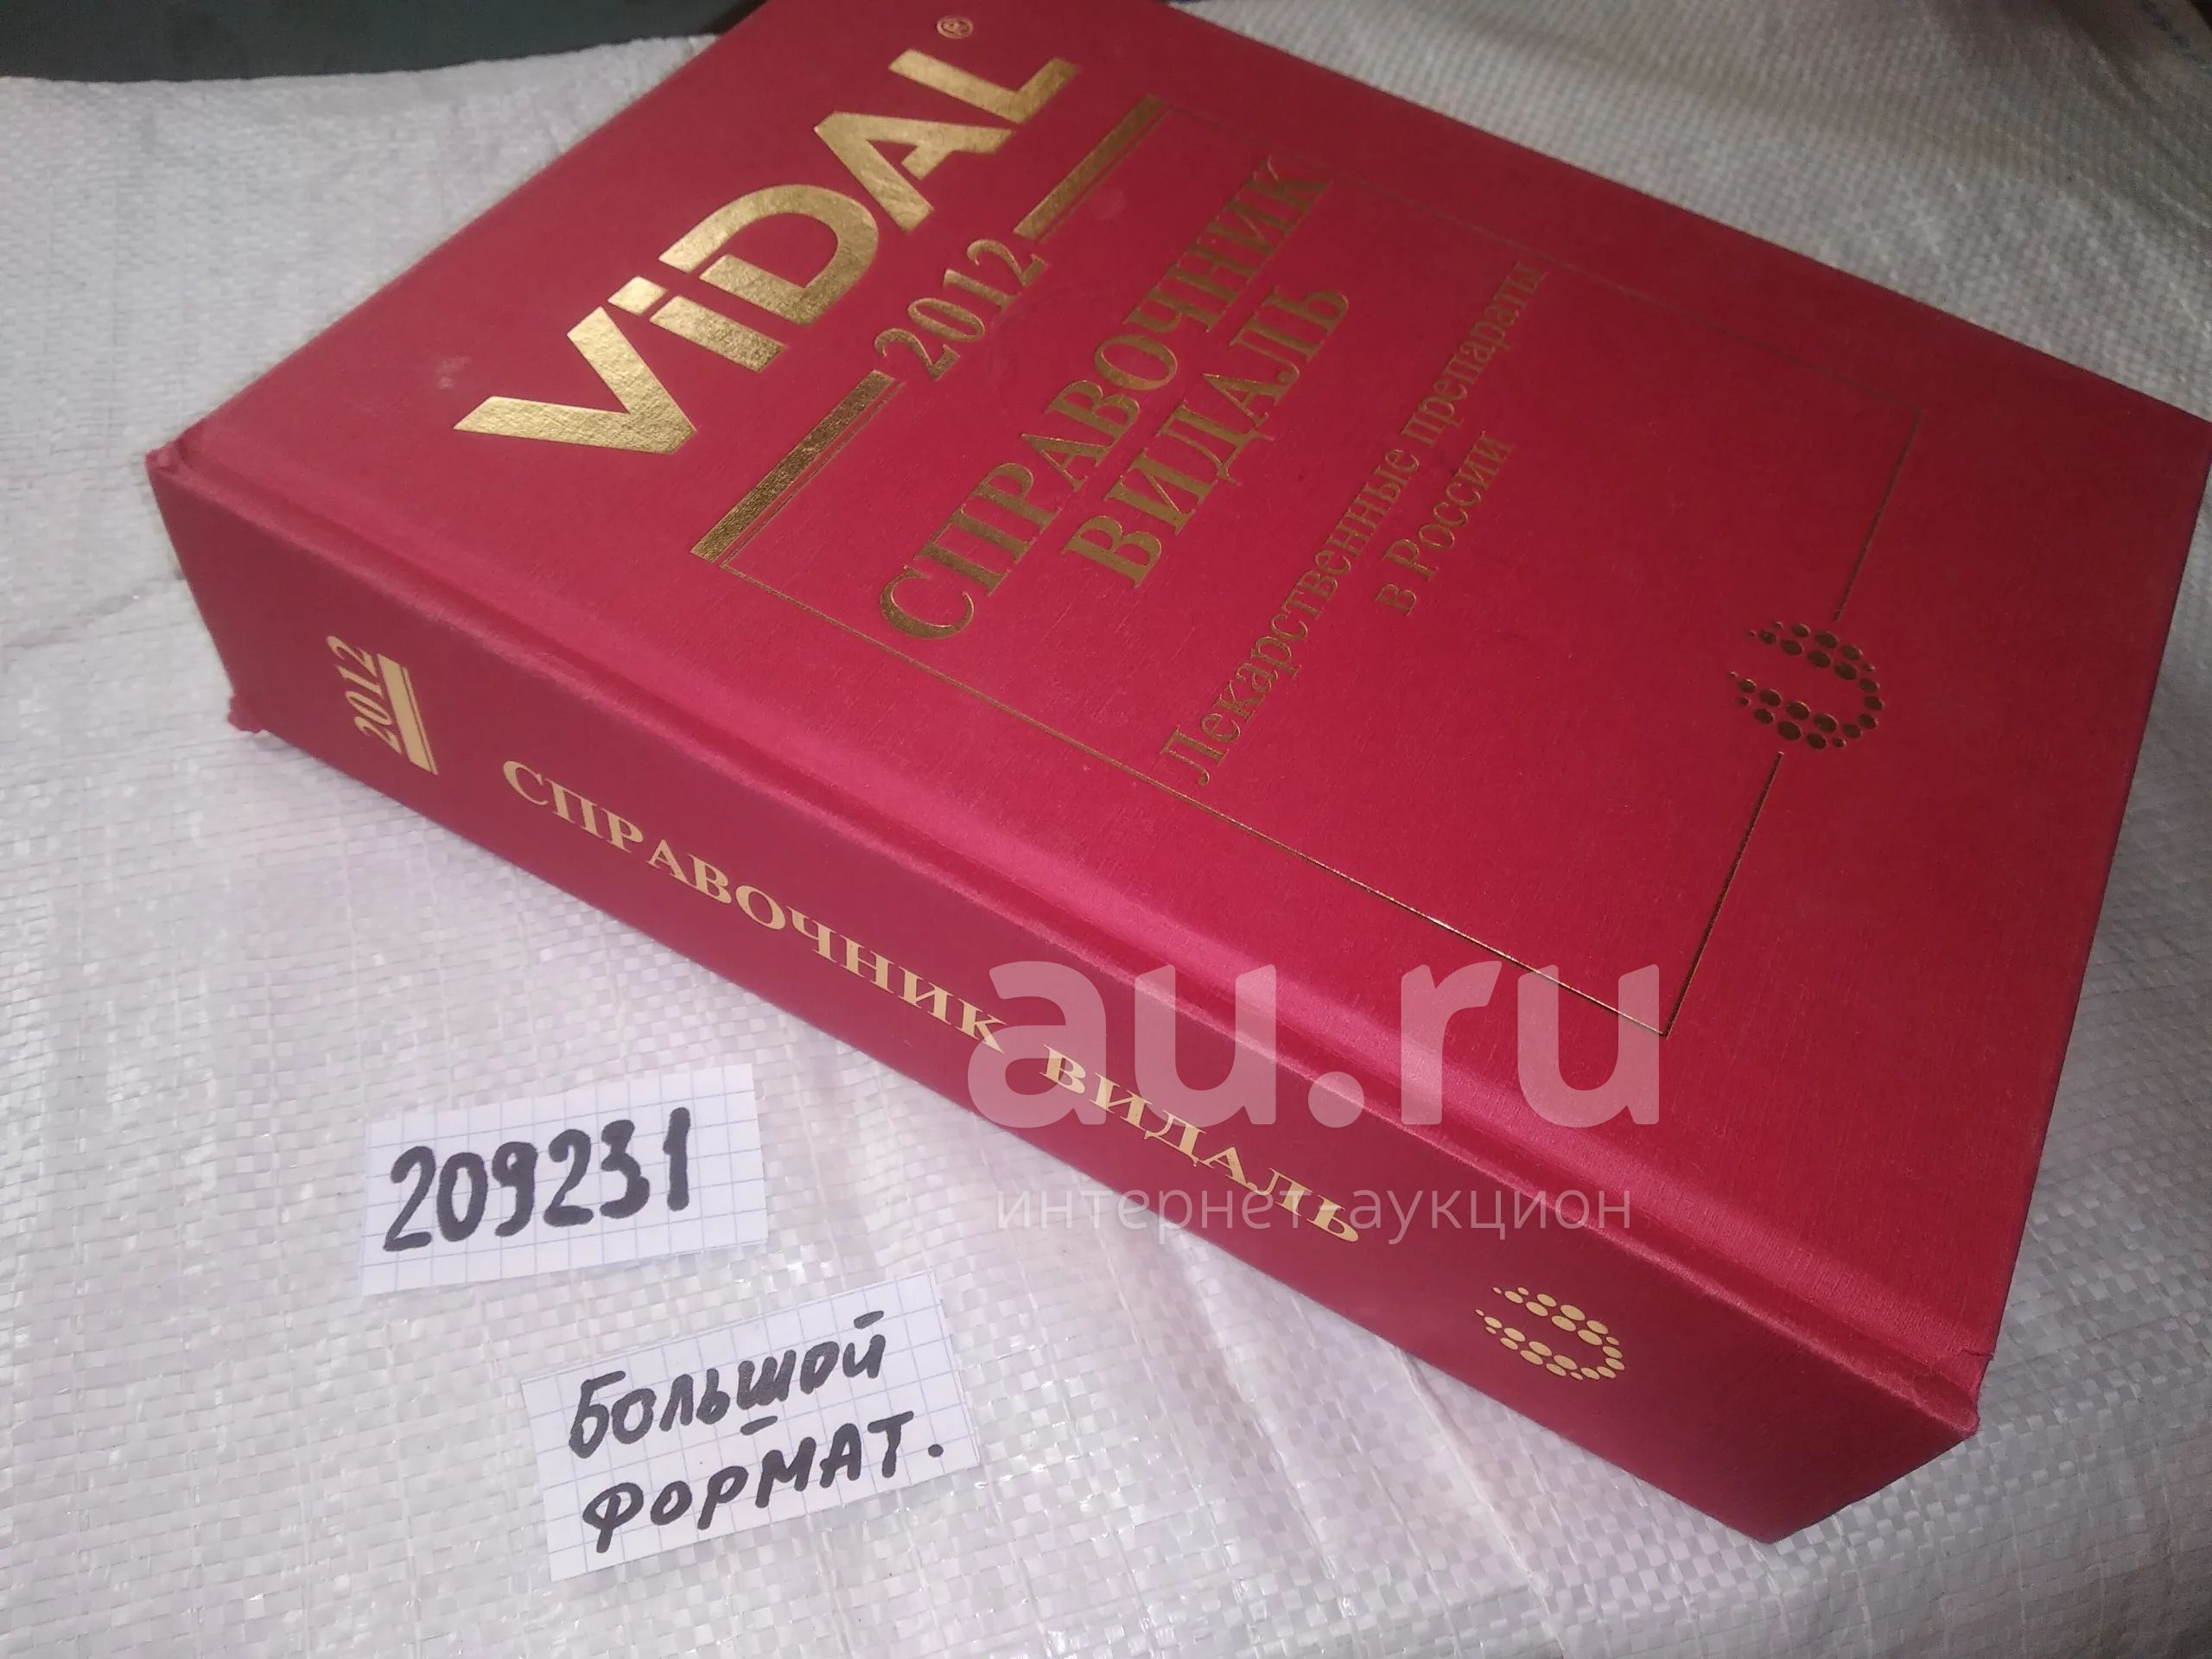 VIDAL®
2012
СПРАВОЧНИК
ВИДАЛЬ
Лекарственные препараты
в России
2012
СПРАВОЧНИК ВИДАЛЬ
au.ru
интернет-аукцион
209231
БОЛЬШОЙ
ФОРМАТ.